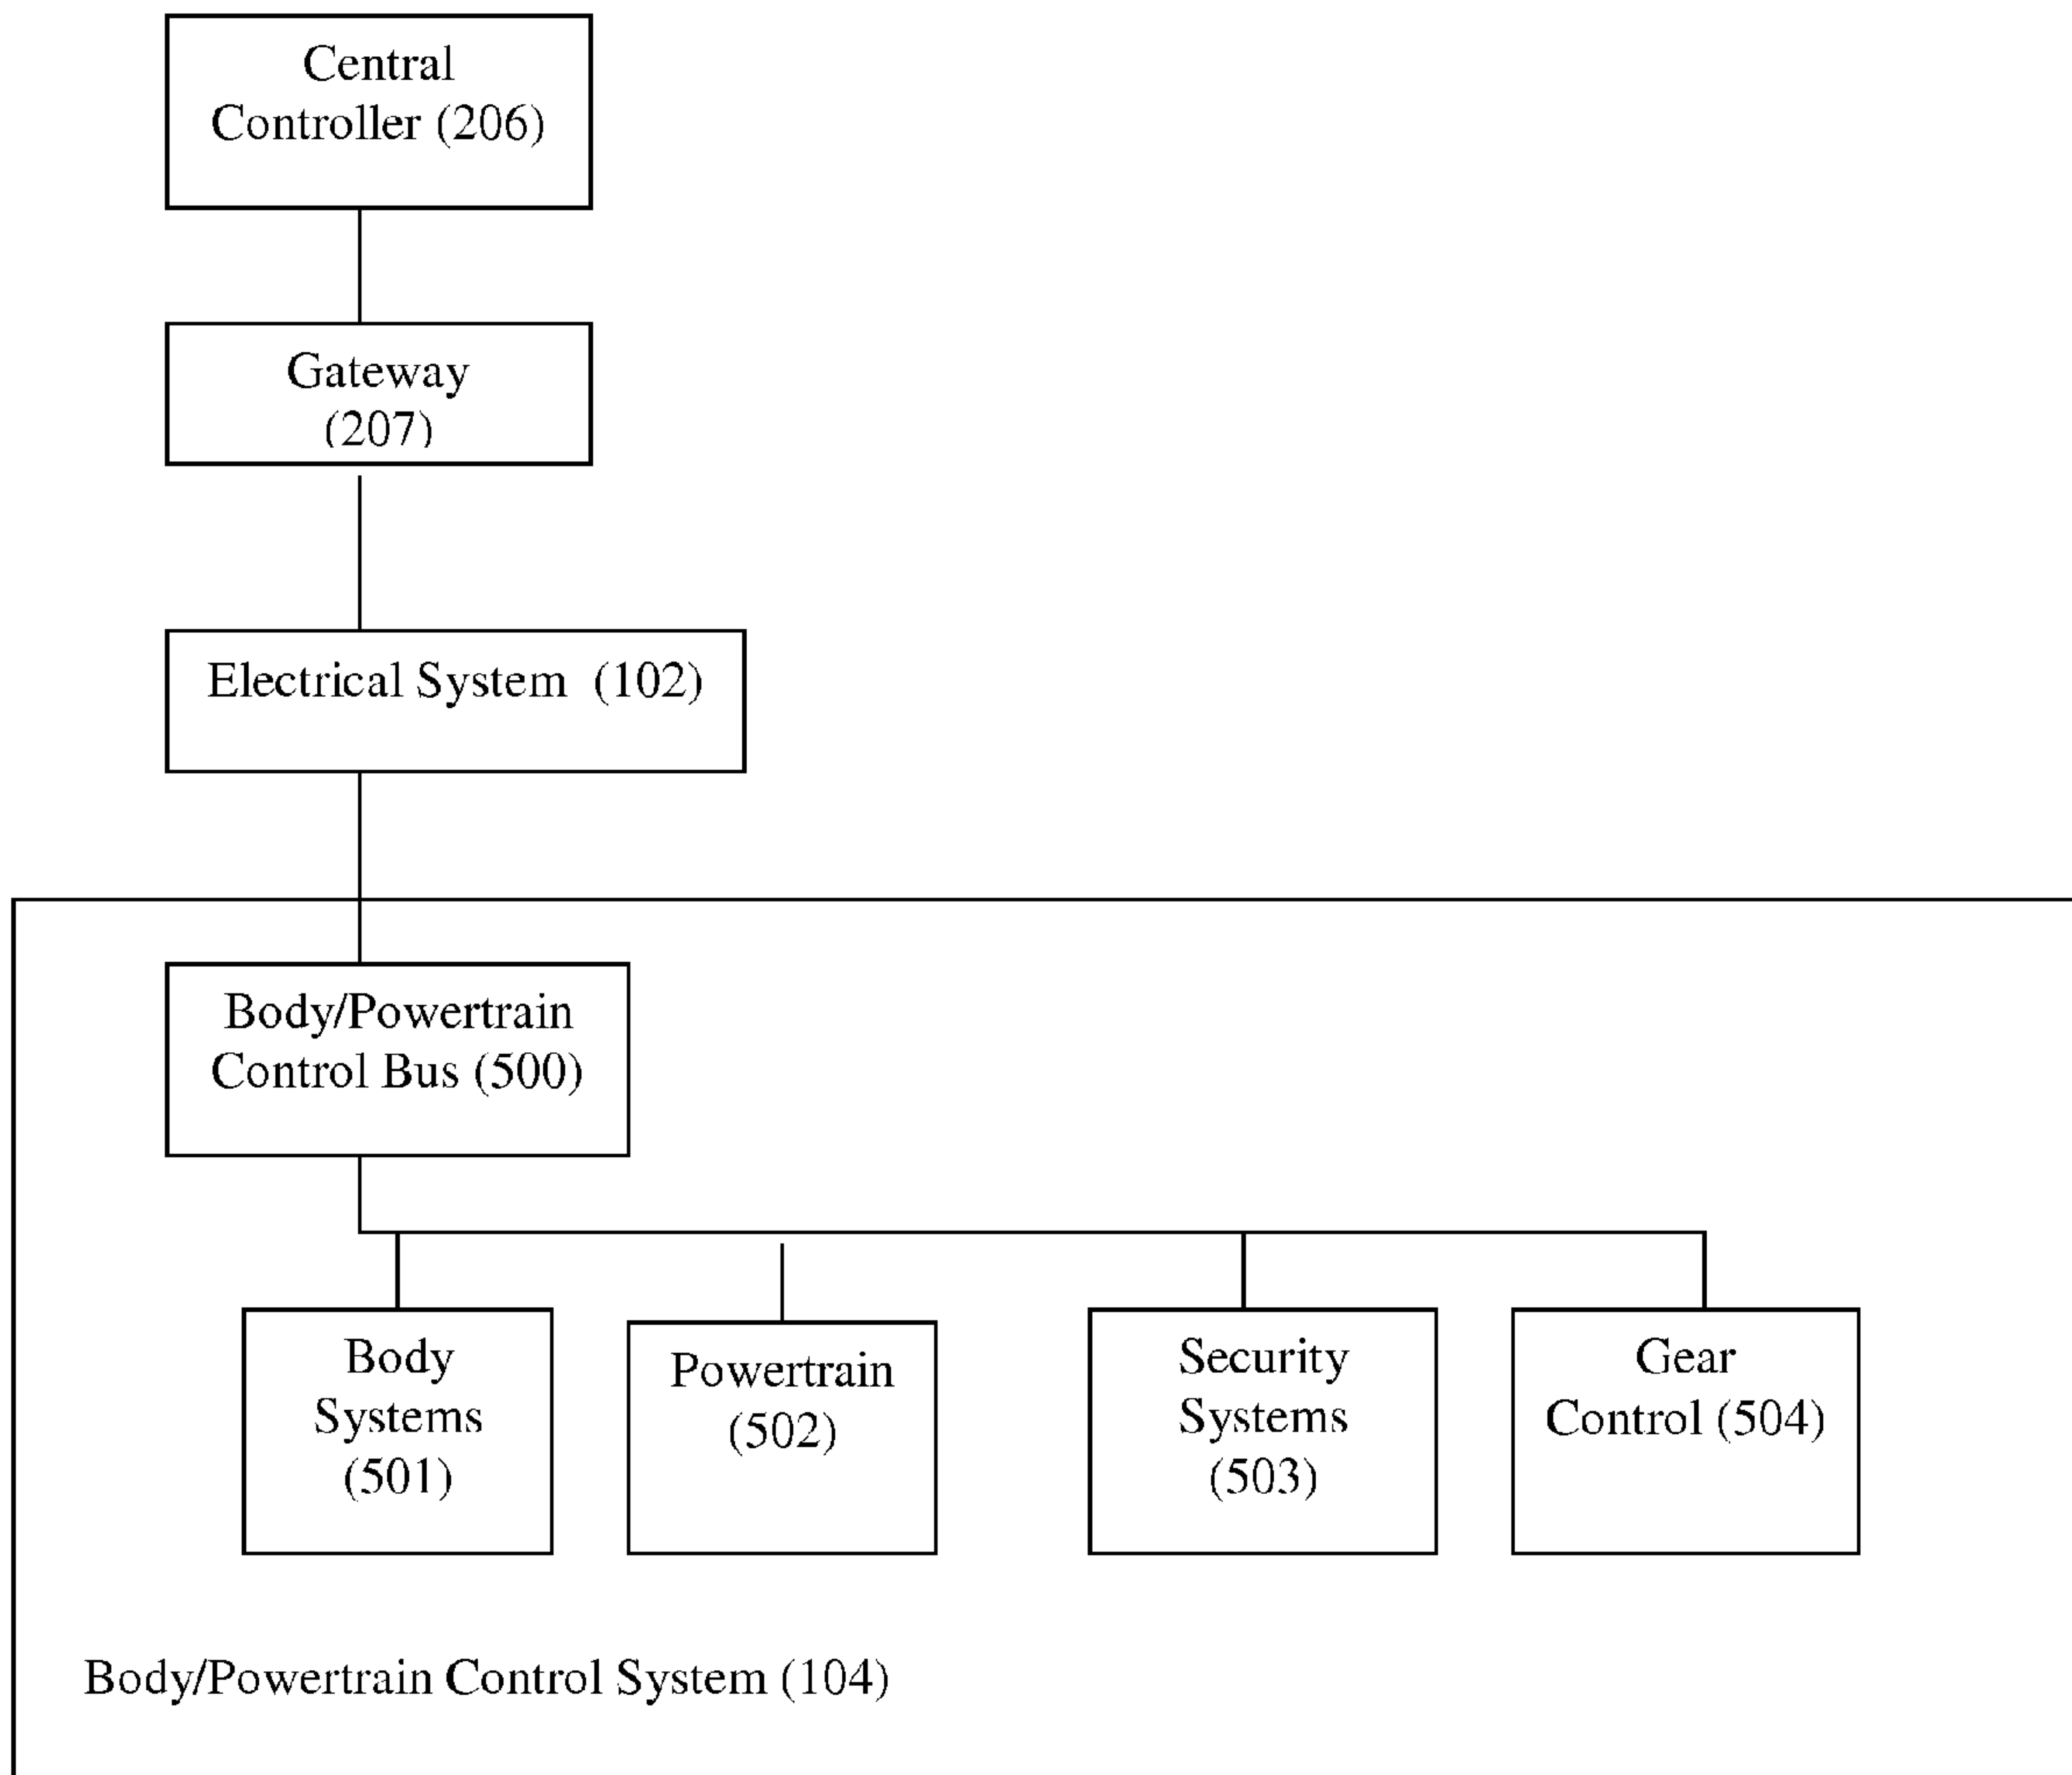 Central
Controller (206)
Gateway
(207)
Electrical System (102)
Body/Powertrain
Control Bus (500)
Body
Systems
(501)
Powertrain
(502)
Security
Systems
(503)
Gear
Control (504)
Body/Powertrain Control System (104)